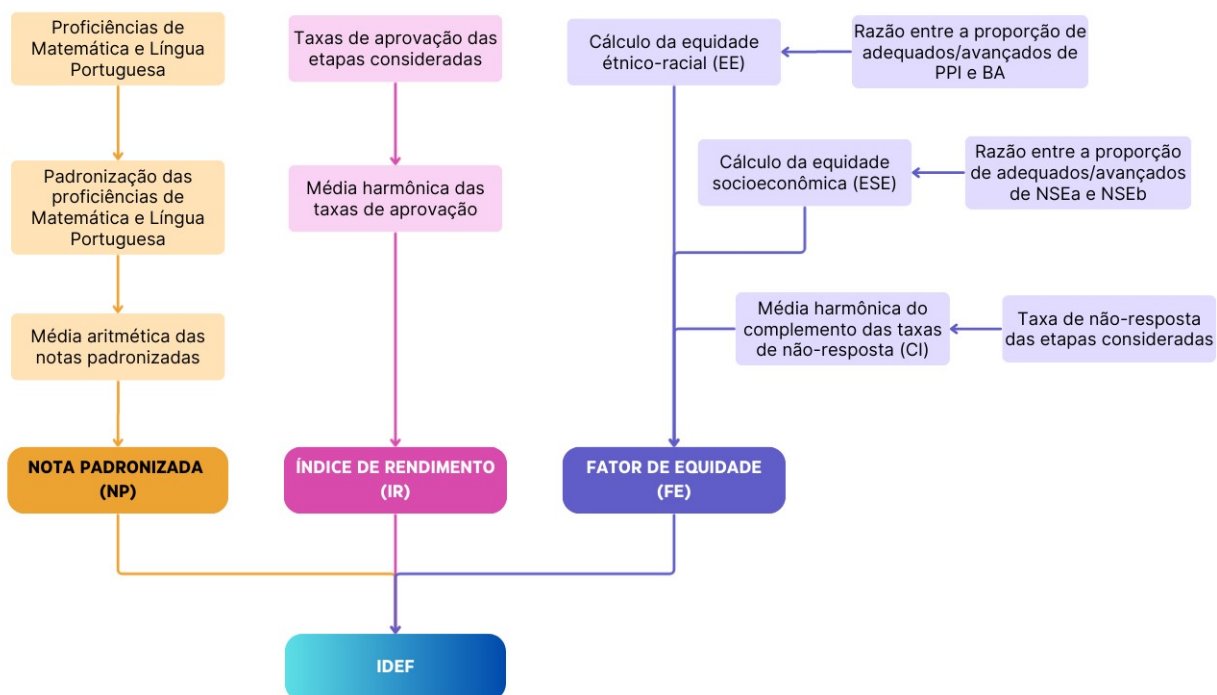 Proficiências de
Matemática e Língua
Portuguesa
Padronização das
proficiências de
Matemática e Língua
Portuguesa
Média aritmética das
notas padronizadas
NOTA PADRONIZADA
(NP)
Taxas de aprovação das
etapas consideradas
Média harmônica das
taxas de aprovação
ÍNDICE DE RENDIMENTO
(IR)
Cálculo da equidade
étnico-racial (EE)
Razão entre a proporção de
adequados/avançados de
PPI e BA
Cálculo da equidade
socioeconômica (ESE)
Razão entre a proporção
de adequados/avançados
de NSEa e NSEb
Média harmônica do
complemento das taxas
de não-resposta (CI)
Taxa de não-resposta
das etapas consideradas
FATOR DE EQUIDADE
(FE)
IDEF